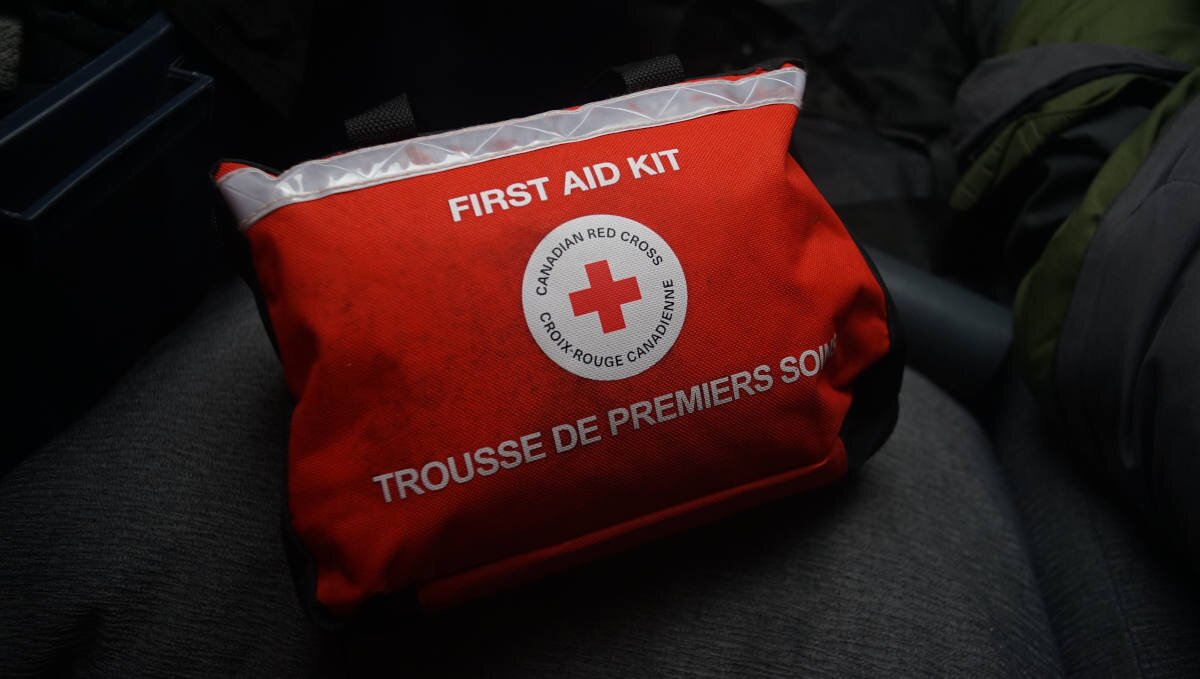 FIRST AID KIT
CANADIAN RED CROSS
CROIX-ROUGE CANADIENNE
TROUSSE DE PREMIERS